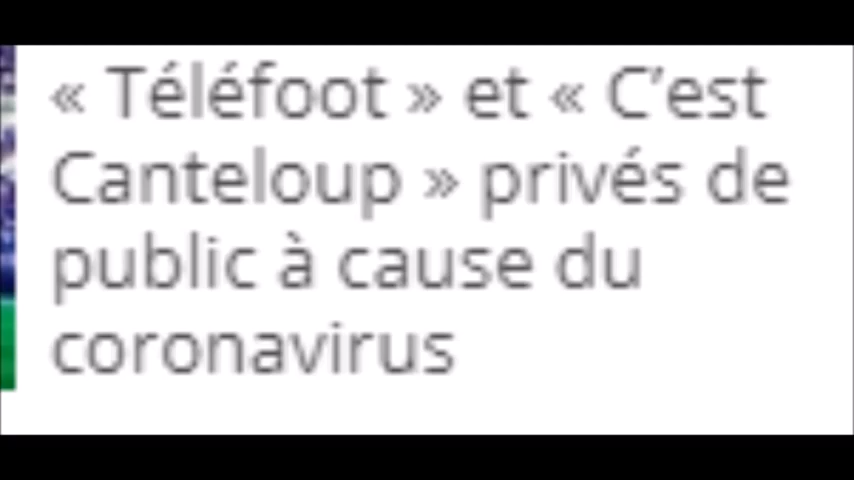 « Téléfoot » et « C’est
Canteloup » privés de
public à cause du
coronavirus